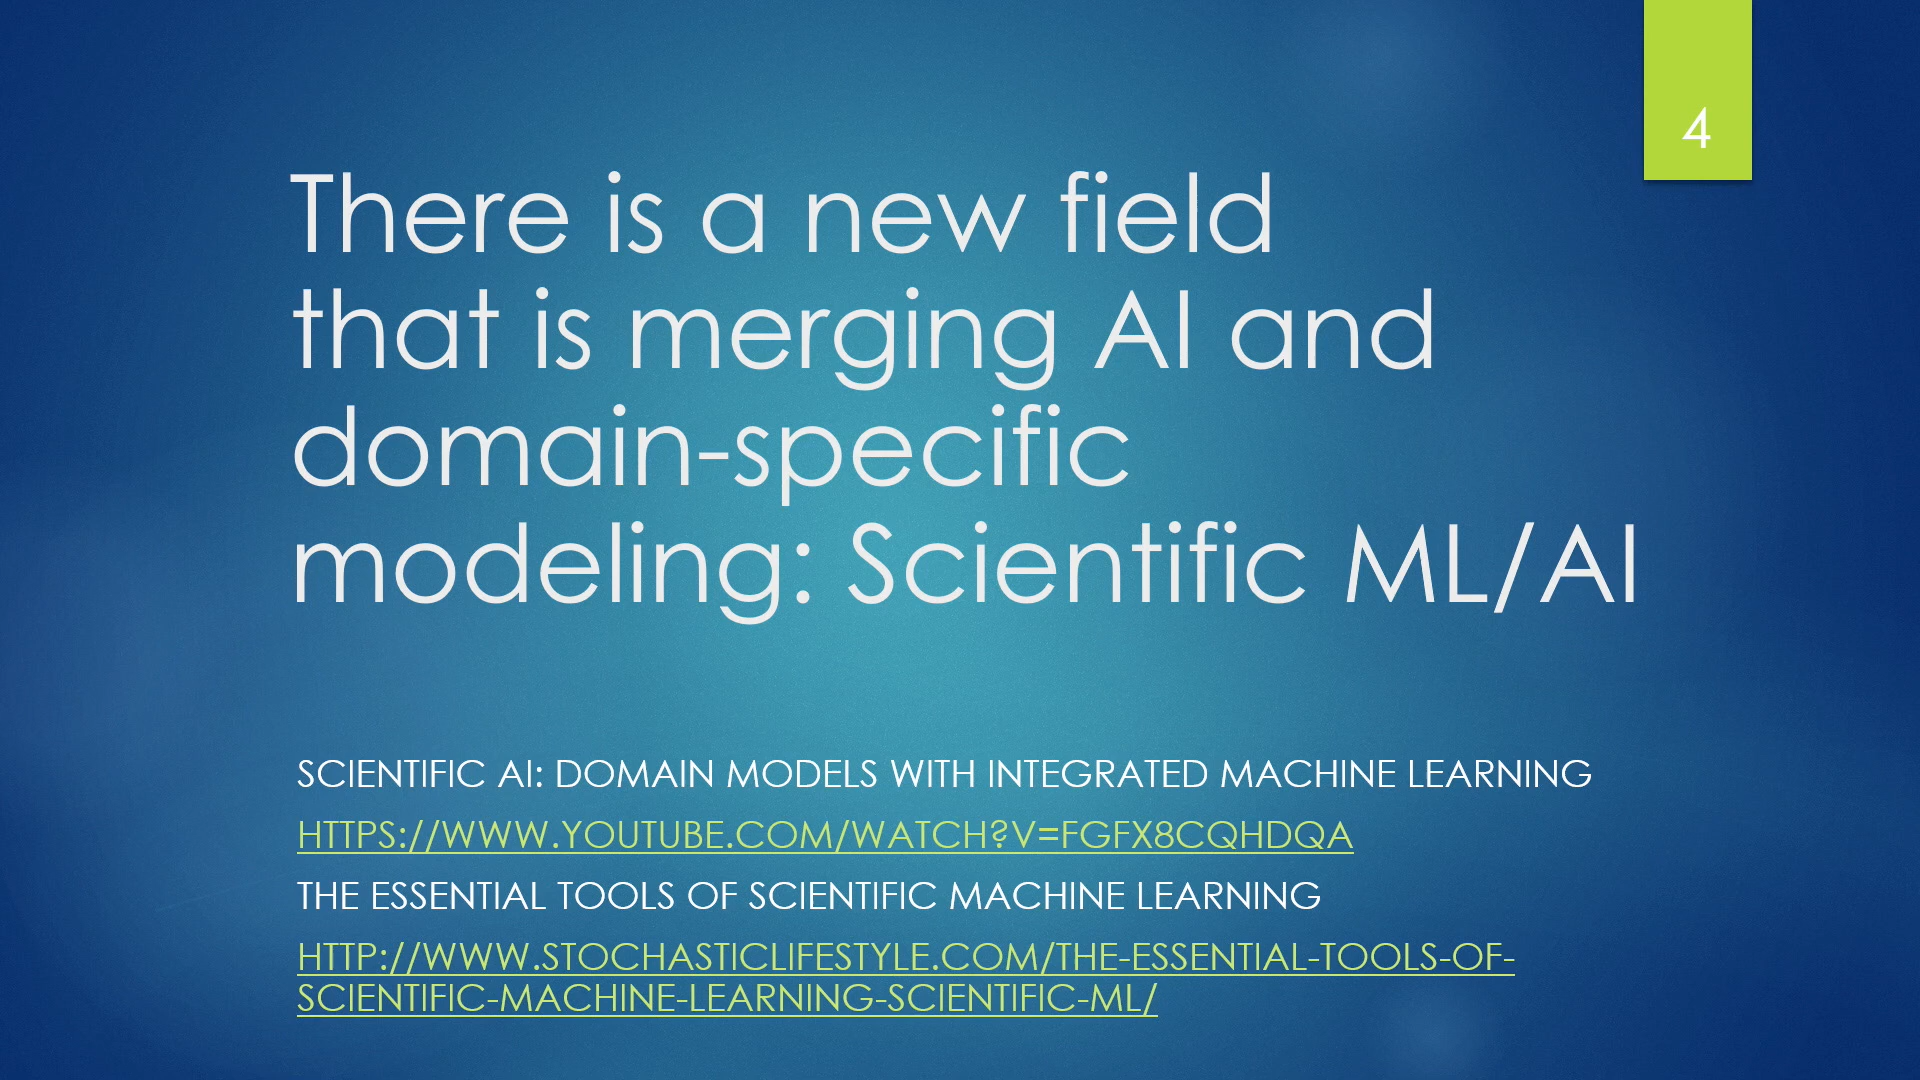 4
There is a new field
that is merging AI and
domain-specific
modeling: Scientific ML/AI
SCIENTIFIC AI: DOMAIN MODELS WITH INTEGRATED MACHINE LEARNING
HTTPS://WWW.YOUTUBE.COM/WATCH?V=FGFX8CQHDQA
THE ESSENTIAL TOOLS OF SCIENTIFIC MACHINE LEARNING
HTTP://WWW.STOCHASTICLIFESTYLE.COM/THE-ESSENTIAL-TOOLS-OF-
SCIENTIFIC-MACHINE-LEARNING-SCIENTIFIC-ML/